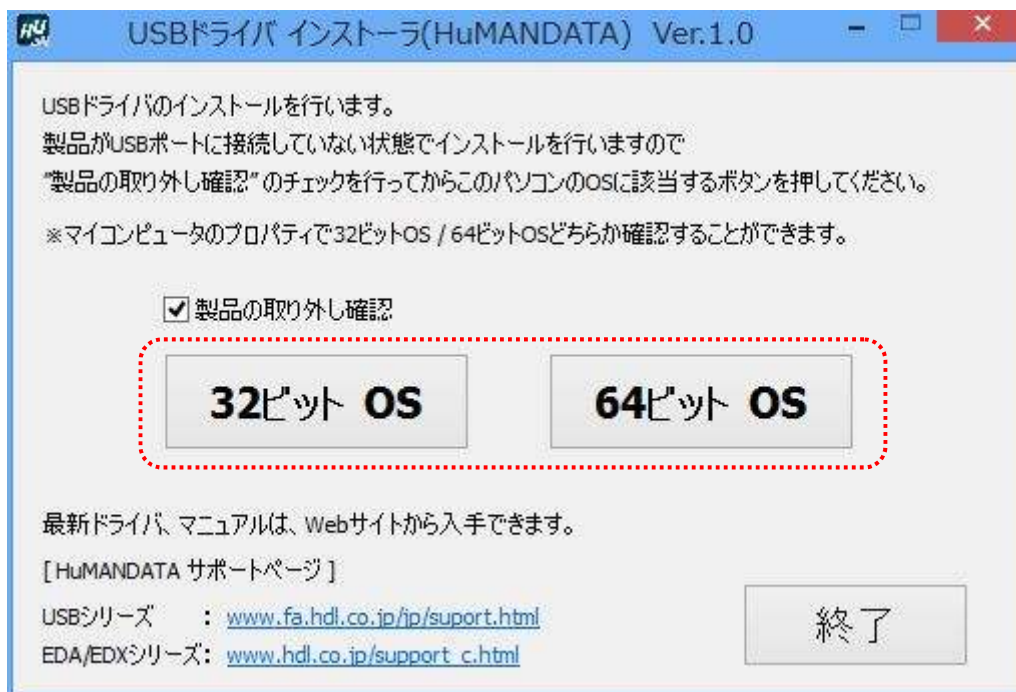 USBドライバ インストーラ(HuMANDATA) Ver.1.0
USBドライバのインストールを行います。
製品がUSBポートに接続していない状態でインストールを行いますので
"製品の取り外し確認" のチェックを行ってからこのパソコンのOSに該当するボタンを押してください。
※マイコンピュータのプロパティで32ビットOS / 64ビットOSどちらか確認することができます。
製品の取り外し確認
32ビット OS 64ビット OS
最新ドライバ、マニュアルは、Webサイトから入手できます。
[ HuMANDATA サポートページ ]
USBシリーズ : www.fa.hdl.co.jp/jp/suport.html
EDA/EDXシリーズ: www.hdl.co.jp/support_c.html
終了